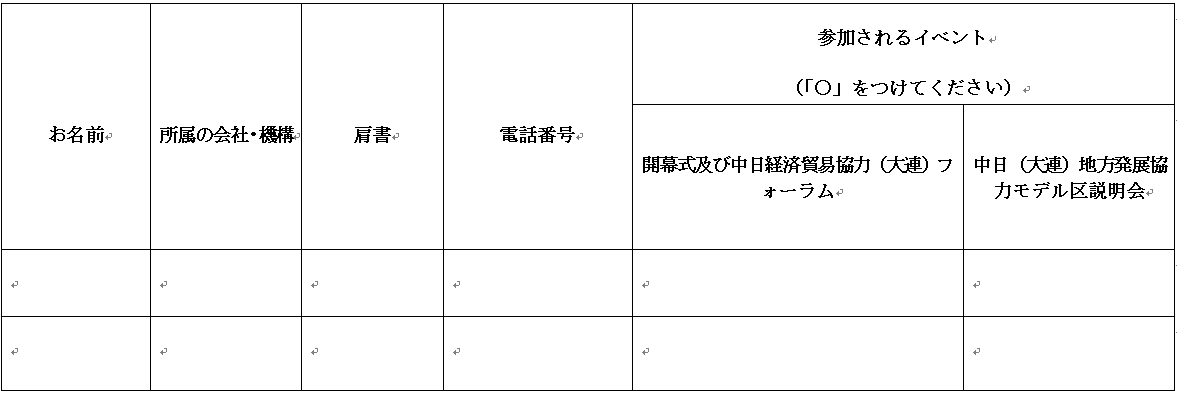 お名前
所属の会社・機構
肩書
電話番号
参加されるイベント
（「〇」をつけてください）
開幕式及び中日経済貿易協力（大連）フ
ォーラム
中日（大連）地方発展協
力モデル区説明会